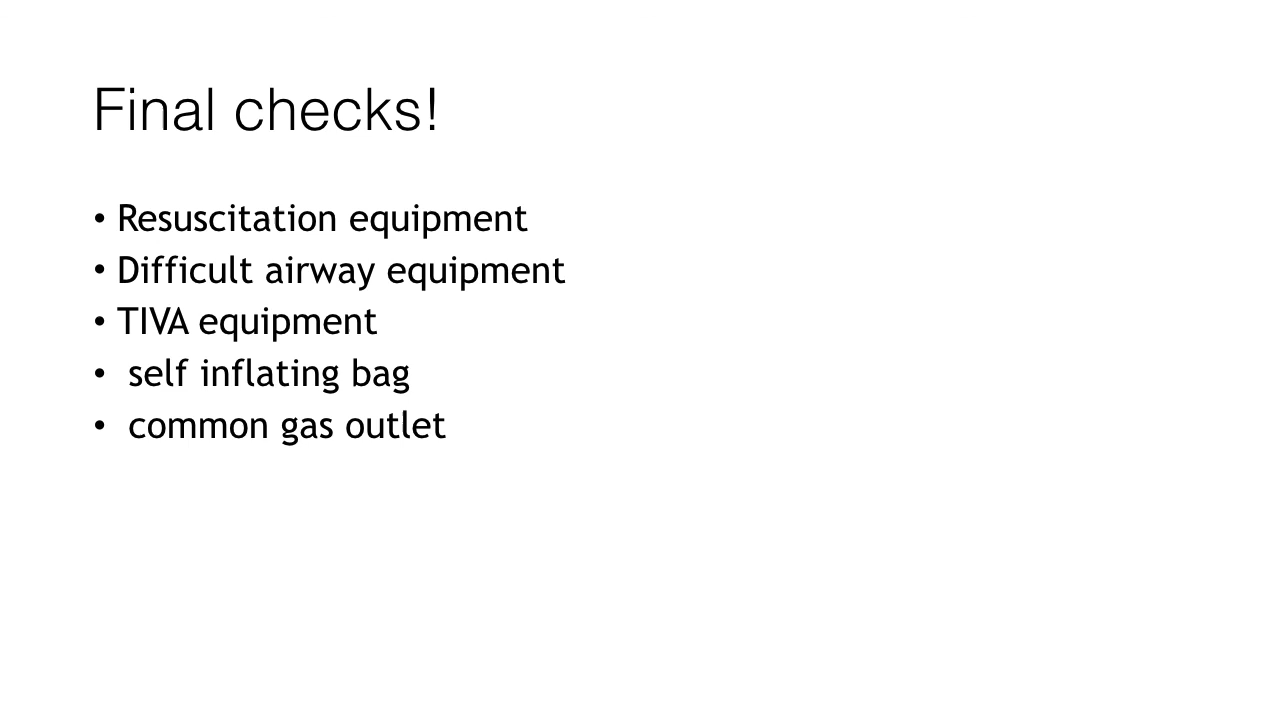 Final checks!
• Resuscitation equipment
• Difficult airway equipment
• TIVA equipment
• self inflating bag
• common gas outlet